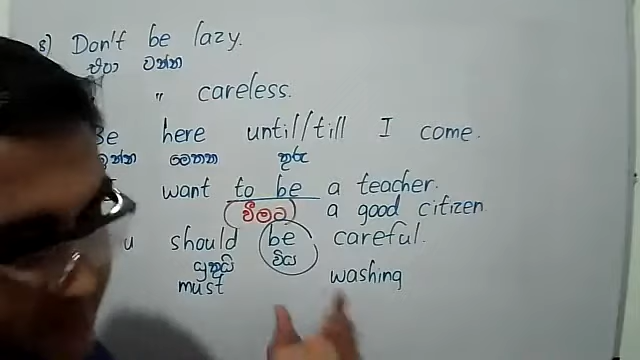 8) Don't be lazy.
එපා වන්න
" careless.
Be here until/till I come.
ඉන්න මෙතන තුරු
want to be a teacher.
(වීමට) a good citizen
u should be careful.
යුතුයි විය
must washing